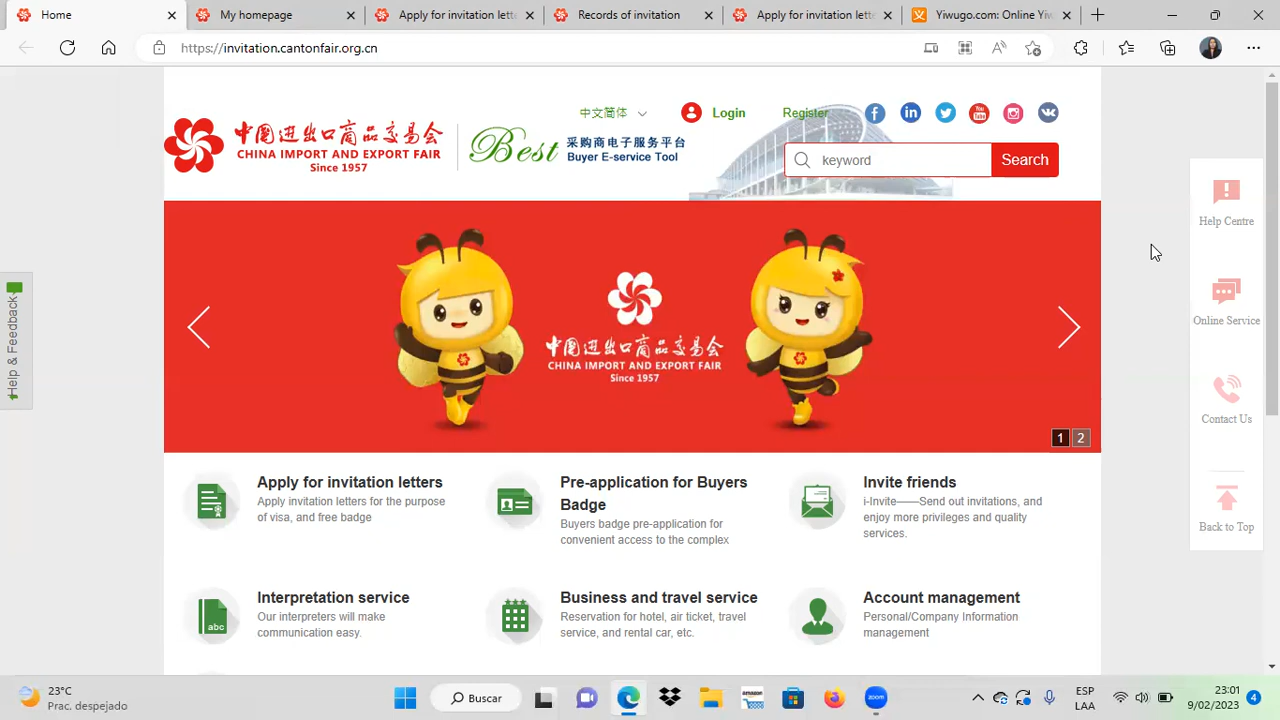 Home
My homepage
Apply for invitation lette
Records of invitation
Apply for invitation lette
Yiwugo.com: Online Yiw
https://invitation.cantonfair.org.cn
中文简体
Login
Register
中国进出口商品交易会
CHINA IMPORT AND EXPORT FAIR
Since 1957
Best
采购商电子服务平台
Buyer E-service Tool
keyword
Search
Help Centre
Online Service
Contact Us
Back to Top
Help & Feedback
中国进出口商品交易会
CHINA IMPORT AND EXPORT FAIR
Since 1957
1 2
Apply for invitation letters
Apply invitation letters for the purpose
of visa, and free badge
Pre-application for Buyers
Badge
Buyers badge pre-application for
convenient access to the complex
Invite friends
i-Invite——Send out invitations, and
enjoy more privileges and quality
services.
Interpretation service
Our interpreters will make
communication easy.
abc
Business and travel service
Reservation for hotel, air ticket, travel
service, and rental car, etc.
Account management
Personal/Company Information
management
23°C
Prac. despejado
Buscar
amazon
zoom
ESP
LAA
23:01
9/02/2023
4